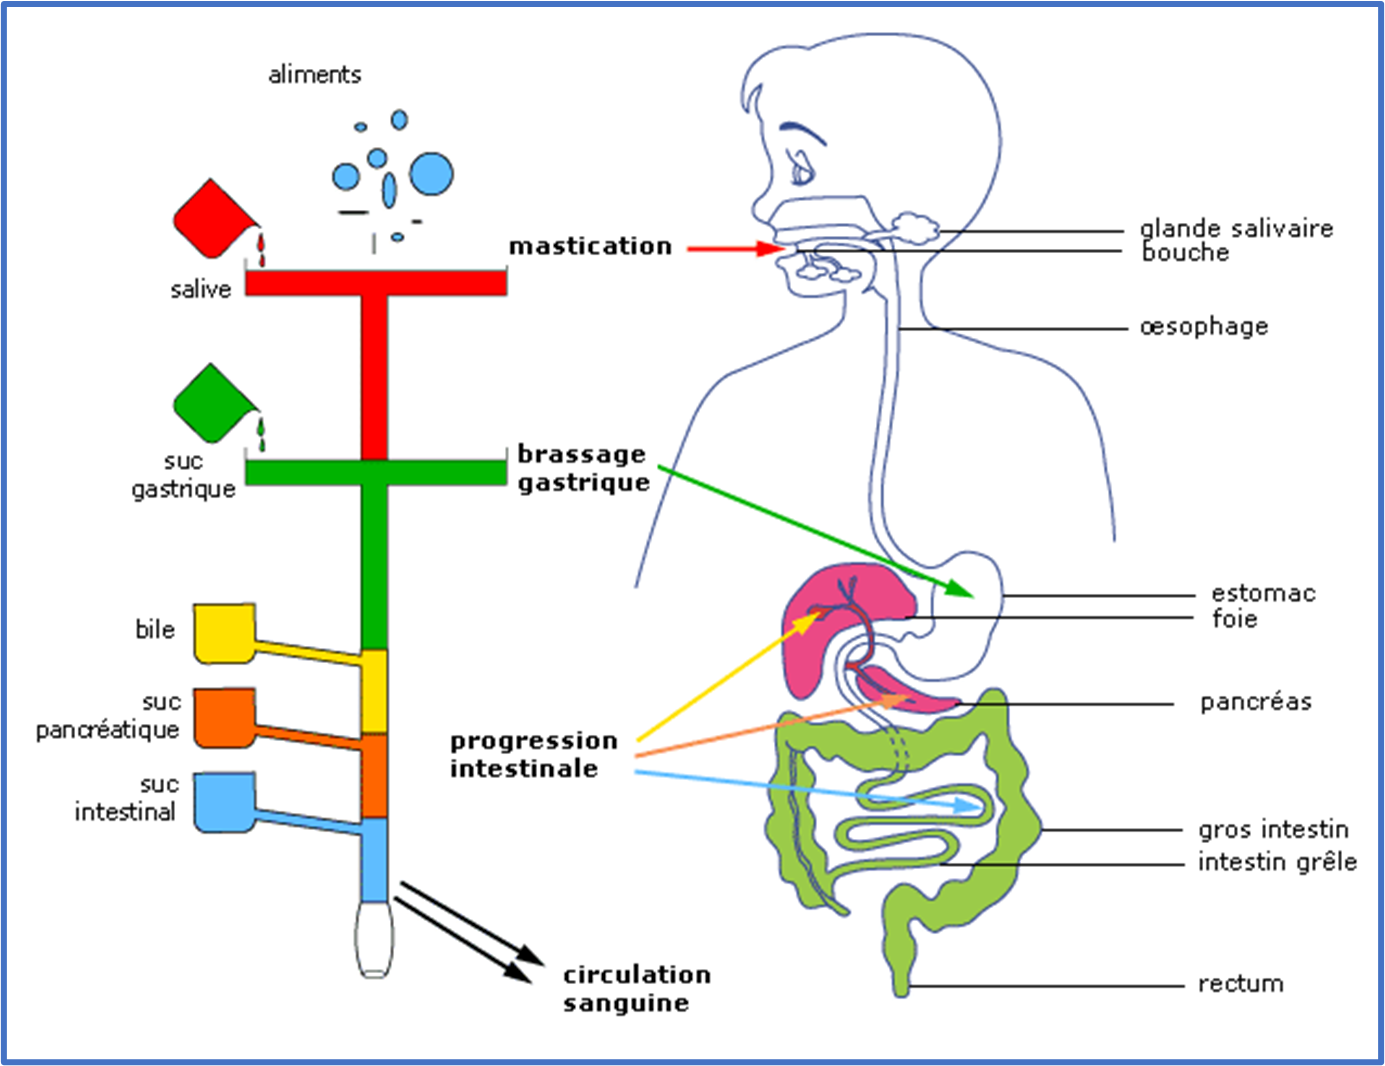 aliments
salive
mastication
suc
gastrique
brassage
gastrique
bile
suc
pancréatique
suc
intestinal
progression
intestinale
circulation
sanguine
glande salivaire
bouche
œsophage
estomac
foie
pancréas
gros intestin
intestin grêle
rectum